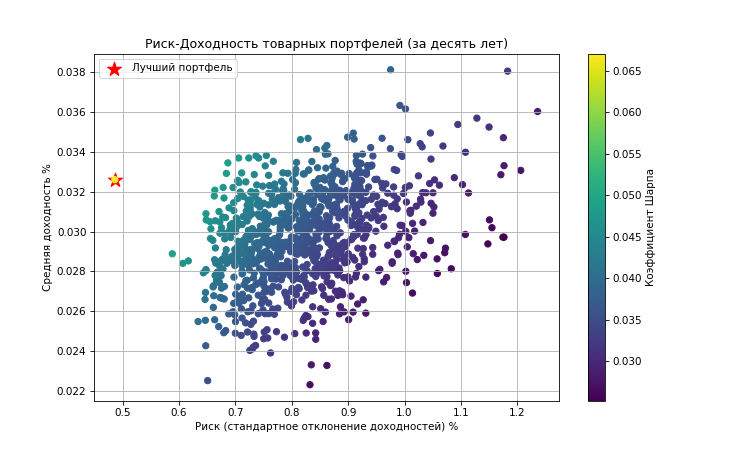 Риск-Доходность товарных портфелей (за десять лет)
Лучший портфель
Средняя доходность %
0.038
0.036
0.034
0.032
0.030
0.028
0.026
0.024
0.022
0.5 0.6 0.7 0.8 0.9 1.0 1.1 1.2
Риск (стандартное отклонение доходностей) %
0.065
0.060
0.055
0.050
0.045
0.040
0.035
0.030
Коэффициент Шарпа